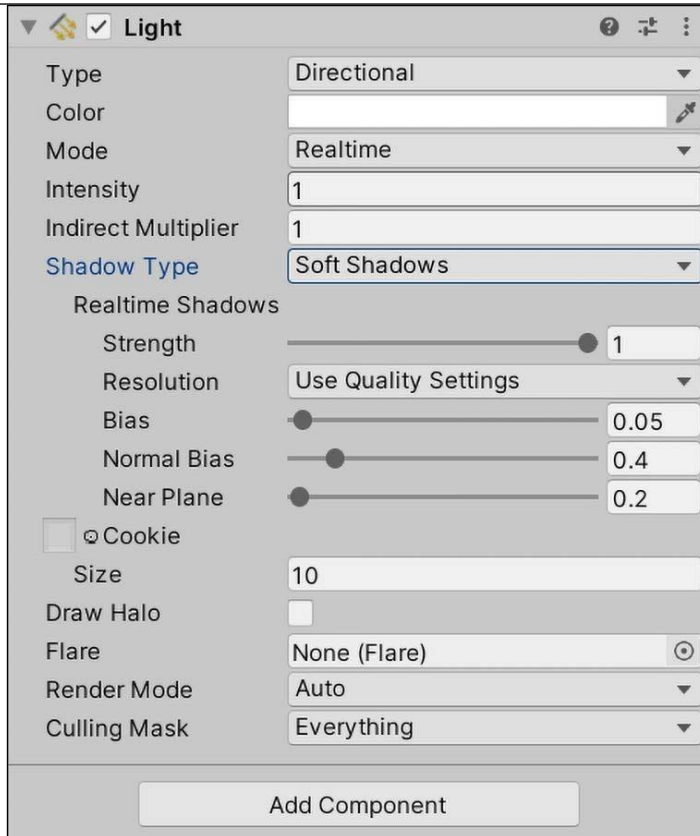 Light
Type Directional
Color
Mode Realtime
Intensity 1
Indirect Multiplier 1
Shadow Type Soft Shadows
Realtime Shadows
Strength 1
Resolution Use Quality Settings
Bias 0.05
Normal Bias 0.4
Near Plane 0.2
Cookie
Size 10
Draw Halo
Flare None (Flare)
Render Mode Auto
Culling Mask Everything
Add Component